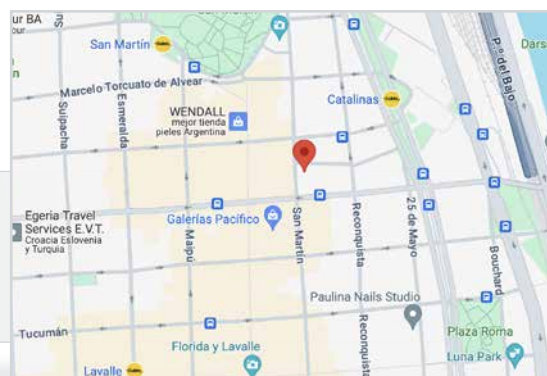 ur BA
our
San Martín
Marcelo Torcuato de Alvear
Suipacha
Esmeralda
WENDALL
mejor tienda
pieles Argentina
Catalinas
P.º del Bajo
Dárs
Egeria Travel
Services E.V.T.
Croacia Eslovenia
y Turquia
Galerías Pacífico
Maipú
San Martín
Reconquista
25 de Mayo
Bouchard
Paulina Nails Studio
Tucumán
Florida y Lavalle
Reconquista
Plaza Roma
Luna Park
Lavalle